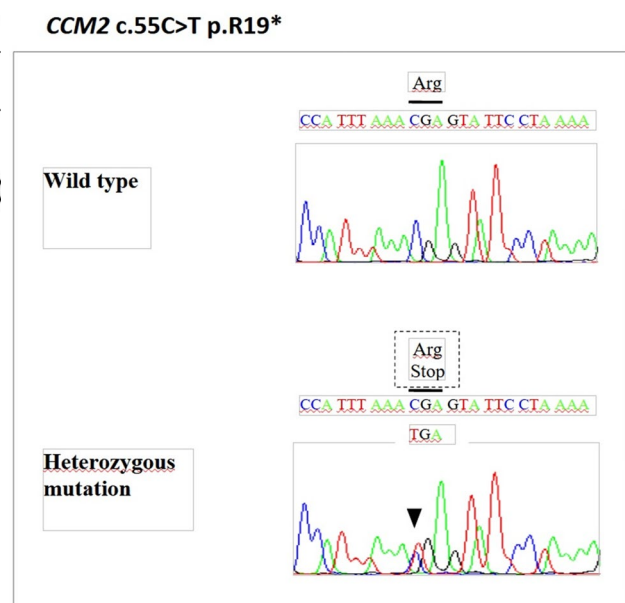 CCM2 c.55C>T p.R19*
Arg
CCA TTT AAA CGA GTA TTC CTA AAA
Wild type
Arg
Stop
CCA TTT AAA CGA GTA TTC CTA AAA
TGA
Heterozygous
mutation